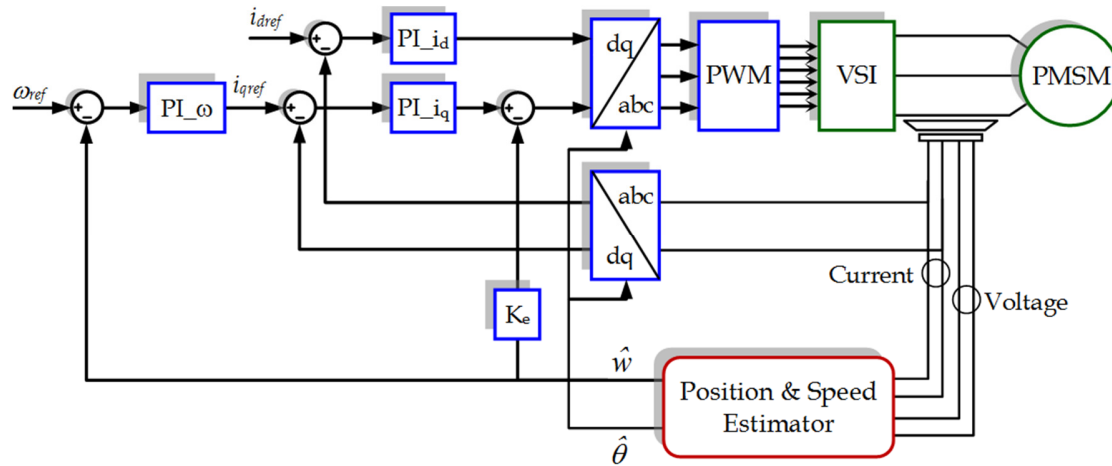 i_dref
PI_i_d
dq
abc
PWM
VSI
PMSM
ω_ref
+
−
PI_ω
i_qref
+
−
PI_i_q
+
−
+
−
abc
dq
Current
Voltage
K_e
ŵ
θ̂
Position & Speed
Estimator